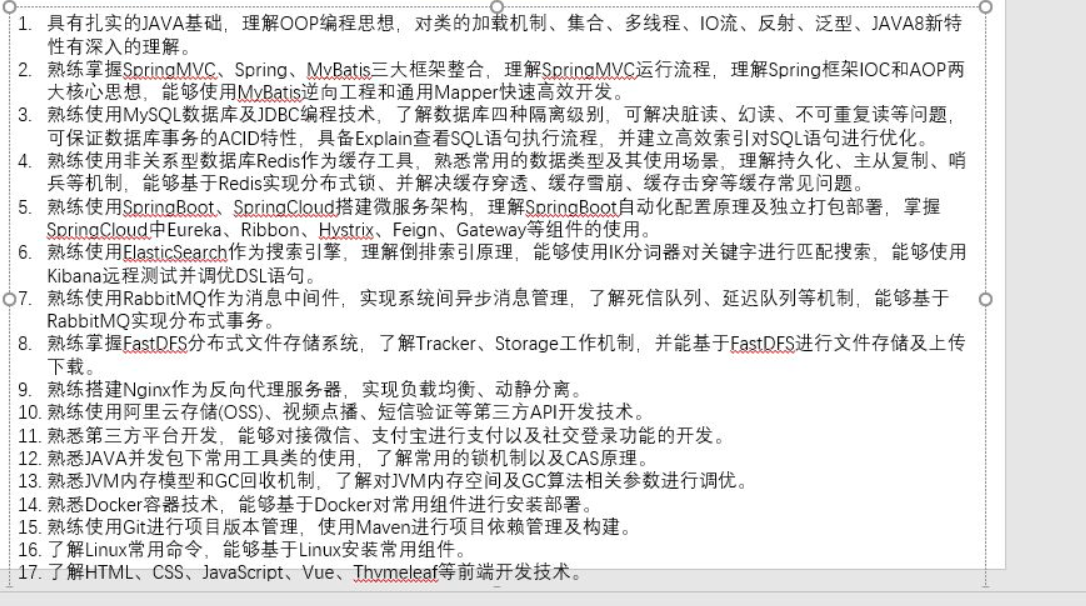 1. 具有扎实的JAVA基础，理解OOP编程思想，对类的加载机制、集合、多线程、IO流、反射、泛型、JAVA8新特
性有深入的理解。
2. 熟练掌握SpringMVC、Spring、MyBatis三大框架整合，理解SpringMVC运行流程，理解Spring框架IOC和AOP两
大核心思想，能够使用MyBatis逆向工程和通用Mapper快速高效开发。
3. 熟练使用MySQL数据库及JDBC编程技术，了解数据库四种隔离级别，可解决脏读、幻读、不可重复读等问题，
可保证数据库事务的ACID特性，具备Explain查看SQL语句执行流程，并建立高效索引对SQL语句进行优化。
4. 熟练使用非关系型数据库Redis作为缓存工具，熟悉常用的数据类型及其使用场景，理解持久化、主从复制、哨
兵等机制，能够基于Redis实现分布式锁、并解决缓存穿透、缓存雪崩、缓存击穿等缓存常见问题。
5. 熟练使用SpringBoot、SpringCloud搭建微服务架构，理解SpringBoot自动化配置原理及独立打包部署，掌握
SpringCloud中Eureka、Ribbon、Hystrix、Feign、Gateway等组件的使用。
6. 熟练使用ElasticSearch作为搜索引擎，理解倒排索引原理，能够使用IK分词器对关键字进行匹配搜索，能够使用
Kibana远程测试并调优DSL语句。
7. 熟练使用RabbitMQ作为消息中间件，实现系统间异步消息管理，了解死信队列、延迟队列等机制，能够基于
RabbitMQ实现分布式事务。
8. 熟练掌握FastDFS分布式文件存储系统，了解Tracker、Storage工作机制，并能基于FastDFS进行文件存储及上传
下载。
9. 熟练搭建Nginx作为反向代理服务器，实现负载均衡、动静分离。
10. 熟练使用阿里云存储(OSS)、视频点播、短信验证等第三方API开发技术。
11. 熟悉第三方平台开发，能够对接微信、支付宝进行支付以及社交登录功能的开发。
12. 熟悉JAVA并发包下常用工具类的使用，了解常用的锁机制以及CAS原理。
13. 熟悉JVM内存模型和GC回收机制，了解对JVM内存空间及GC算法相关参数进行调优。
14. 熟悉Docker容器技术，能够基于Docker对常用组件进行安装部署。
15. 熟练使用Git进行项目版本管理，使用Maven进行项目依赖管理及构建。
16. 了解Linux常用命令，能够基于Linux安装常用组件。
17. 了解HTML、CSS、JavaScript、Vue、Thymeleaf等前端开发技术。